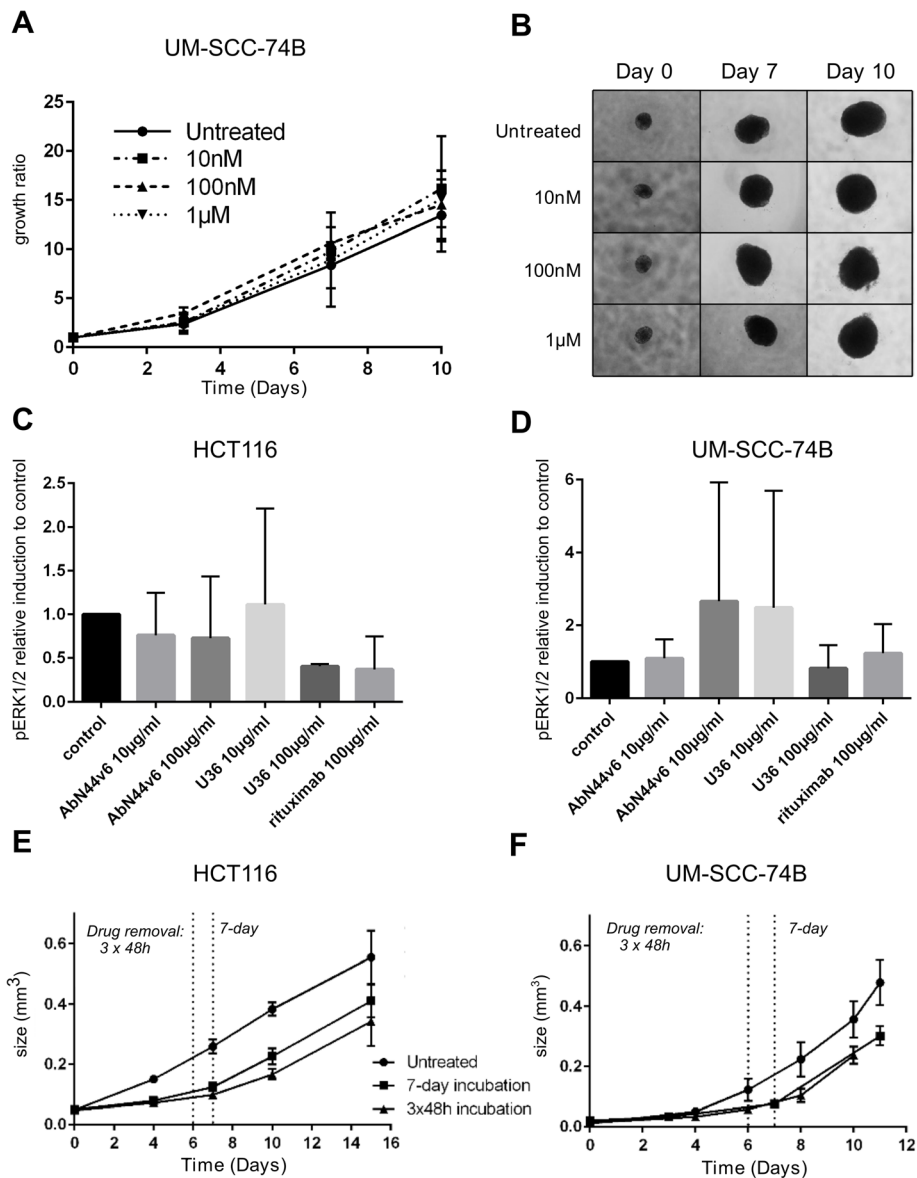 A
UM-SCC-74B
growth ratio
25
20
15
10
5
0
Untreated
10nM
100nM
1µM
0 2 4 6 8 10
Time (Days)
B
Day 0 Day 7 Day 10
Untreated
10nM
100nM
1µM
C
HCT116
pERK1/2 relative induction to control
2.5
2.0
1.5
1.0
0.5
0.0
control
AbN44v6 10µg/ml
AbN44v6 100µg/ml
U36 10µg/ml
U36 100µg/ml
rituximab 100µg/ml
D
UM-SCC-74B
pERK1/2 relative induction to control
6
4
2
0
control
AbN44v6 10µg/ml
AbN44v6 100µg/ml
U36 10µg/ml
U36 100µg/ml
rituximab 100µg/ml
E
HCT116
size (mm³)
0.6
0.4
0.2
0.0
Drug removal:
3 x 48h
7-day
Untreated
7-day incubation
3x48h incubation
0 2 4 6 8 10 12 14 16
Time (Days)
F
UM-SCC-74B
size (mm³)
0.6
0.4
0.2
0.0
Drug removal:
3 x 48h
7-day
0 2 4 6 8 10 12
Time (Days)